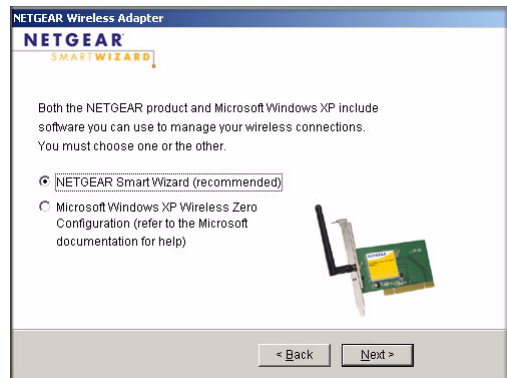 NETGEAR Wireless Adapter
NETGEAR
SMARTWIZARD
Both the NETGEAR product and Microsoft Windows XP include
software you can use to manage your wireless connections.
You must choose one or the other.
NETGEAR Smart Wizard (recommended)
Microsoft Windows XP Wireless Zero
Configuration (refer to the Microsoft
documentation for help)
NETGEAR
< Back
Next >